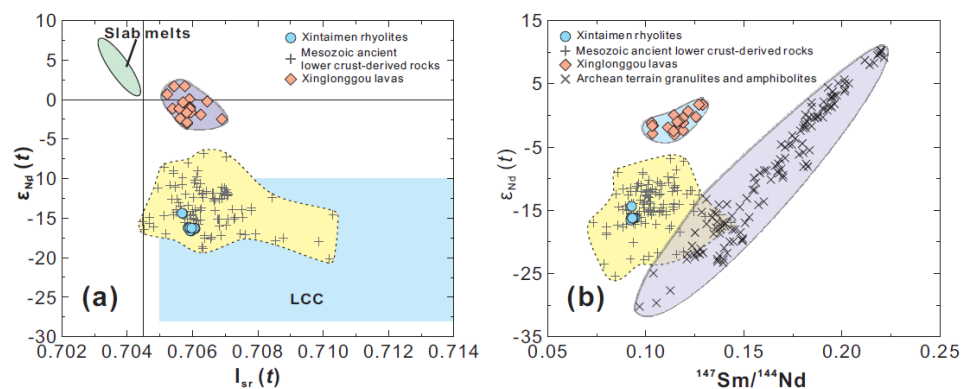 10
5
0
-5
-10
-15
-20
-25
-30
ε_Nd (t)
Slab melts
Xintaimen rhyolites
Mesozoic ancient
lower crust-derived rocks
Xinglonggou lavas
(a)
LCC
0.702 0.704 0.706 0.708 0.710 0.712 0.714
I_sr (t)
15
5
-5
-15
-25
-35
ε_Nd (t)
Xintaimen rhyolites
Mesozoic ancient lower crust-derived rocks
Xinglonggou lavas
Archean terrain granulites and amphibolites
(b)
0.05 0.10 0.15 0.20 0.25
¹⁴⁷Sm/¹⁴⁴Nd